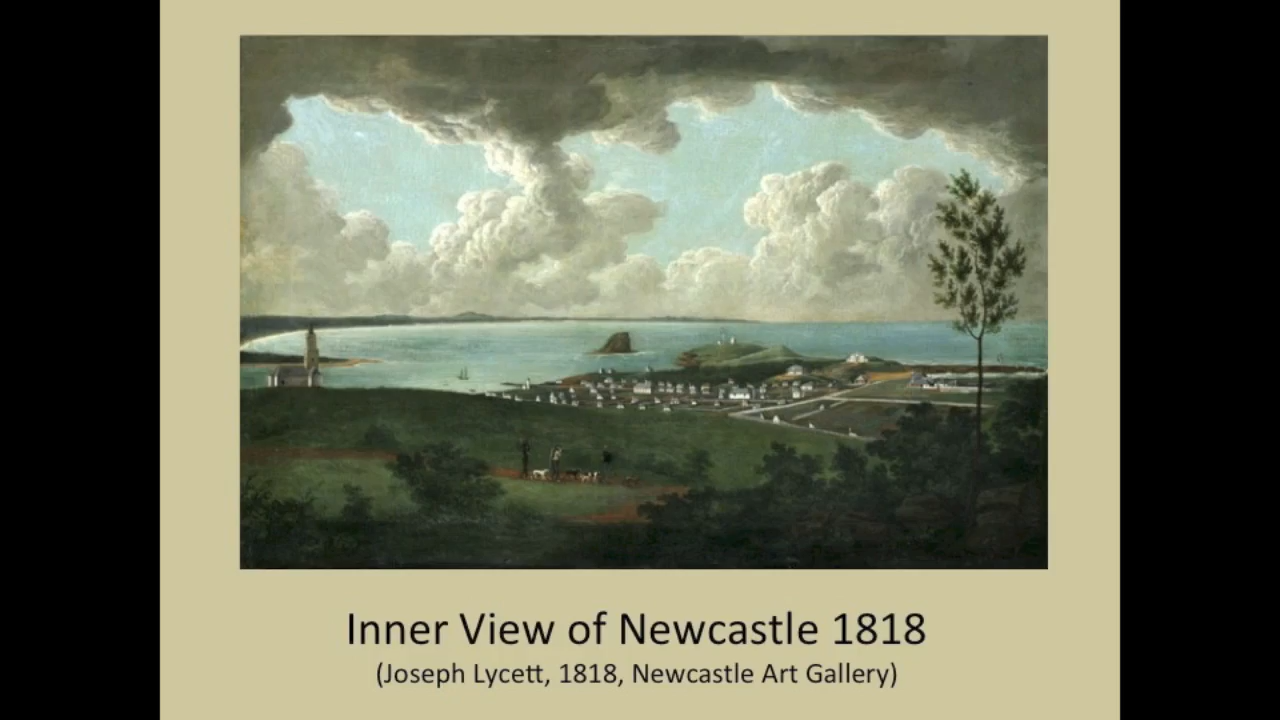 Inner View of Newcastle 1818
(Joseph Lycett, 1818, Newcastle Art Gallery)